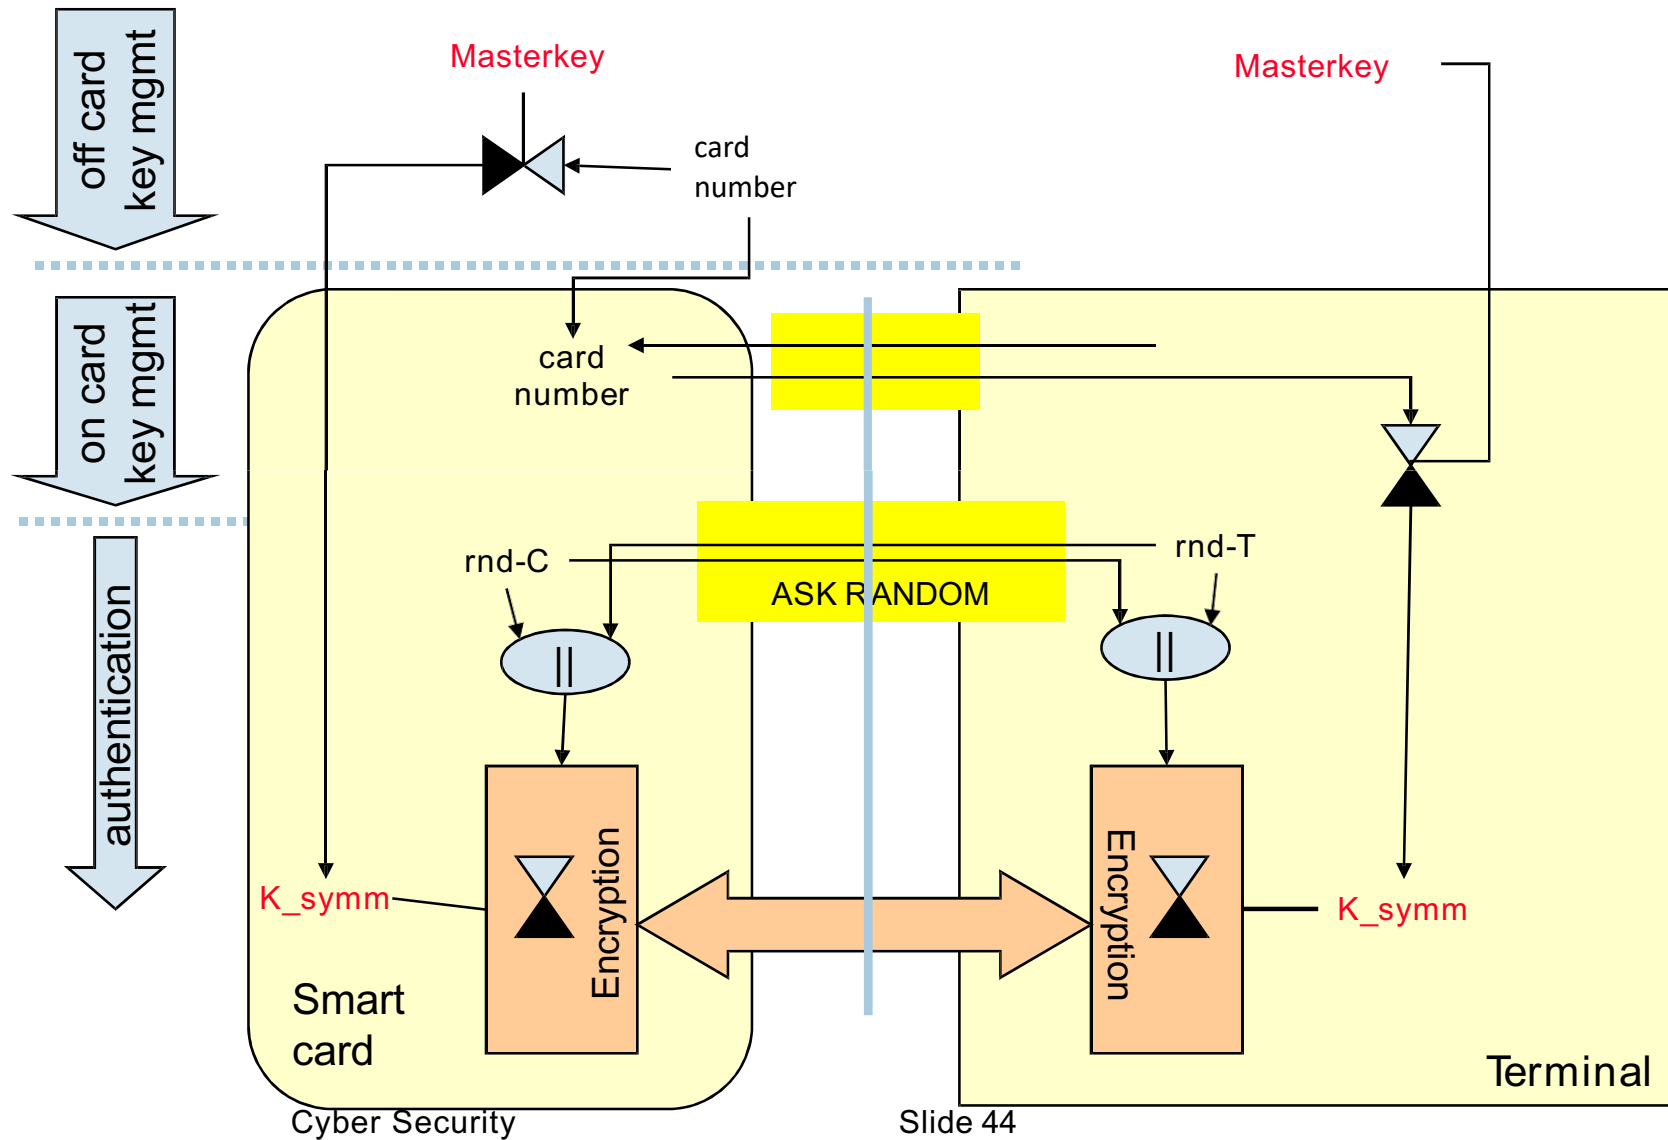 off card
key mgmt
Masterkey
Masterkey
card
number
on card
key mgmt
card
number
authentication
rnd-C
rnd-T
ASK RANDOM
||
||
Encryption
Encryption
K_symm
K_symm
Smart
card
Terminal
Cyber Security
Slide 44